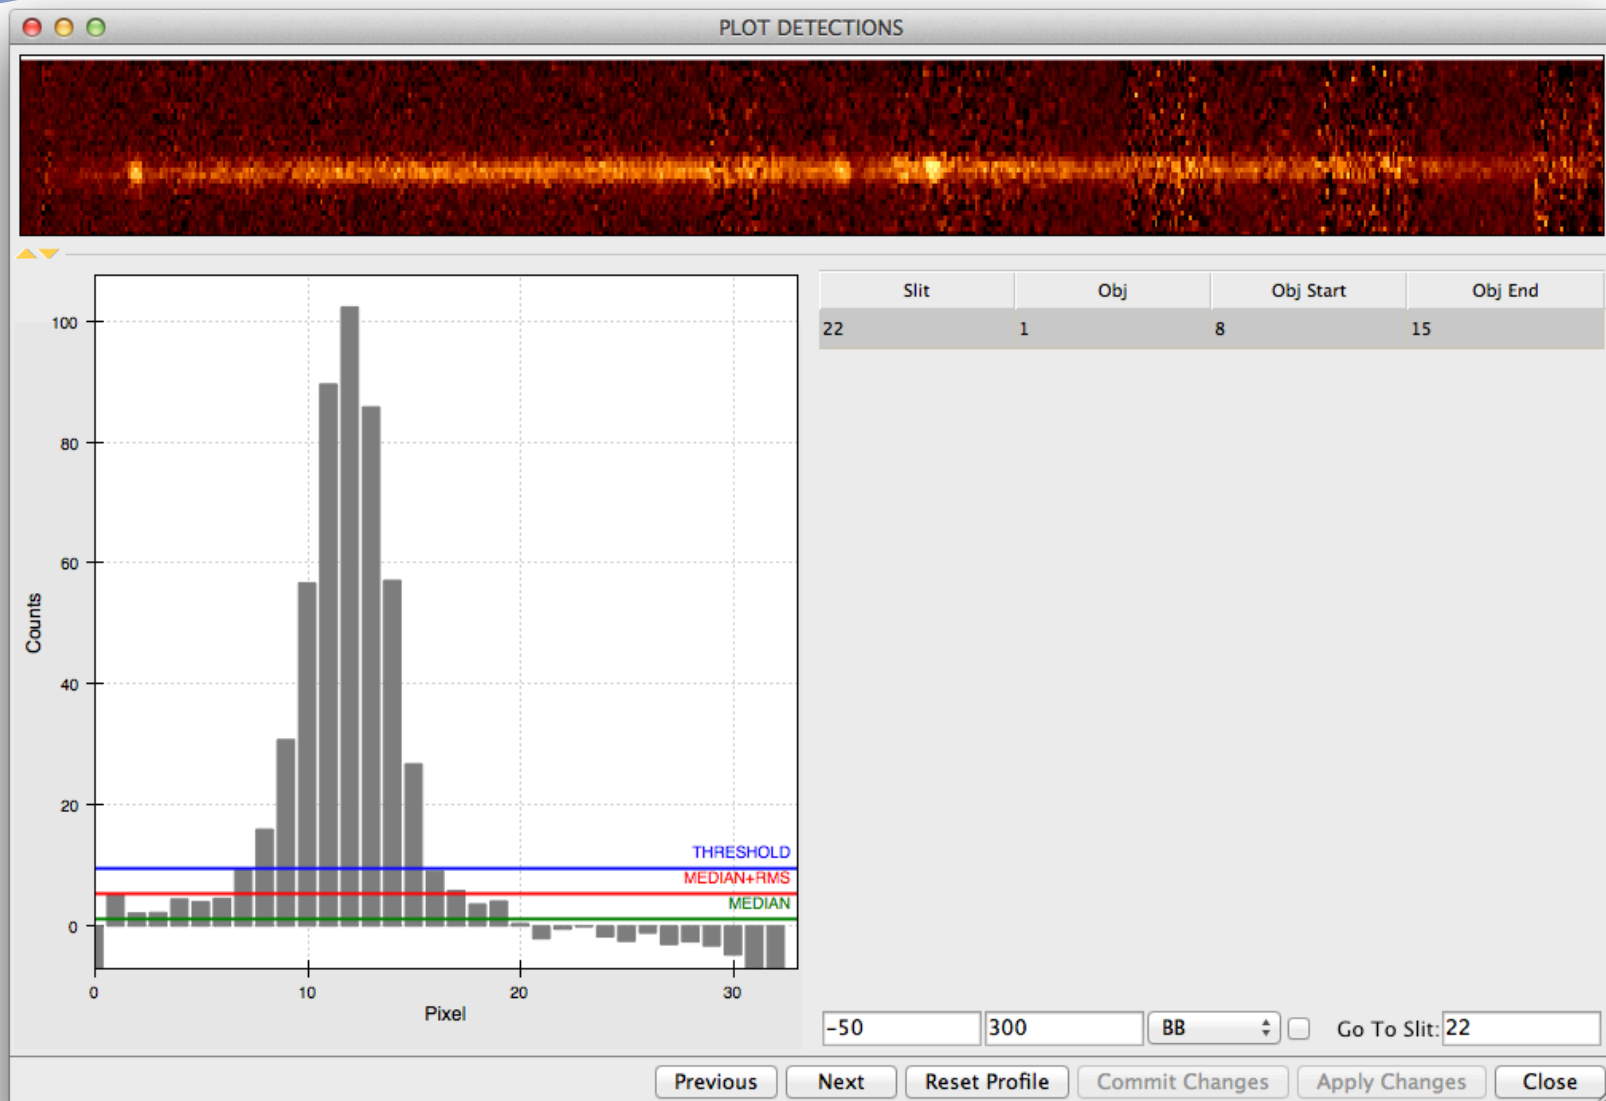 PLOT DETECTIONS
100
80
60
40
20
0
Counts
THRESHOLD
MEDIAN+RMS
MEDIAN
0 10 20 30
Pixel
Slit Obj Obj Start Obj End
22 1 8 15
-50 300 BB Go To Slit: 22
Previous Next Reset Profile Commit Changes Apply Changes Close